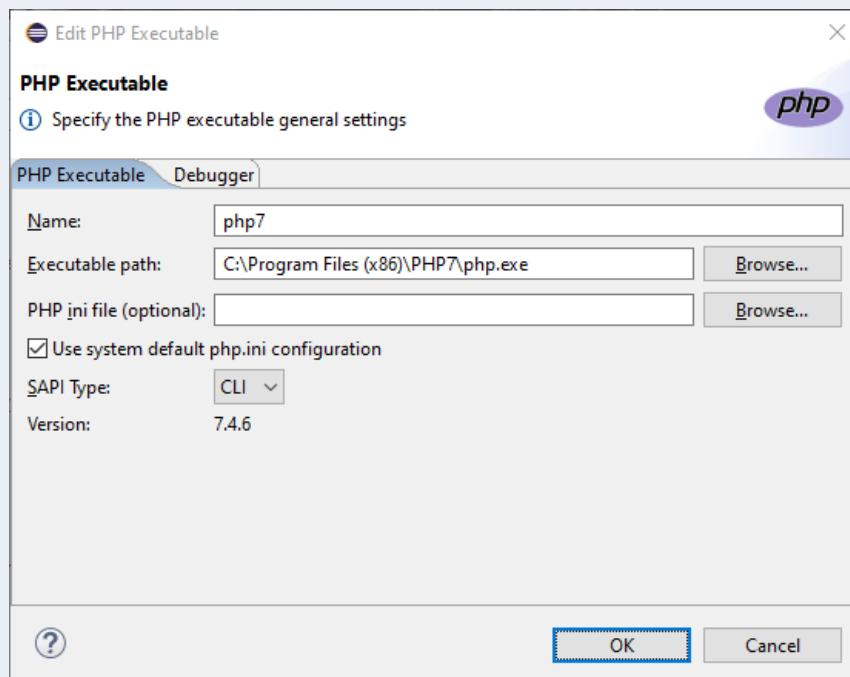 Edit PHP Executable
PHP Executable
Specify the PHP executable general settings
php
PHP Executable Debugger
Name: php7
Executable path: C:\Program Files (x86)\PHP7\php.exe Browse...
PHP ini file (optional): Browse...
Use system default php.ini configuration
SAPI Type: CLI
Version: 7.4.6
? OK Cancel